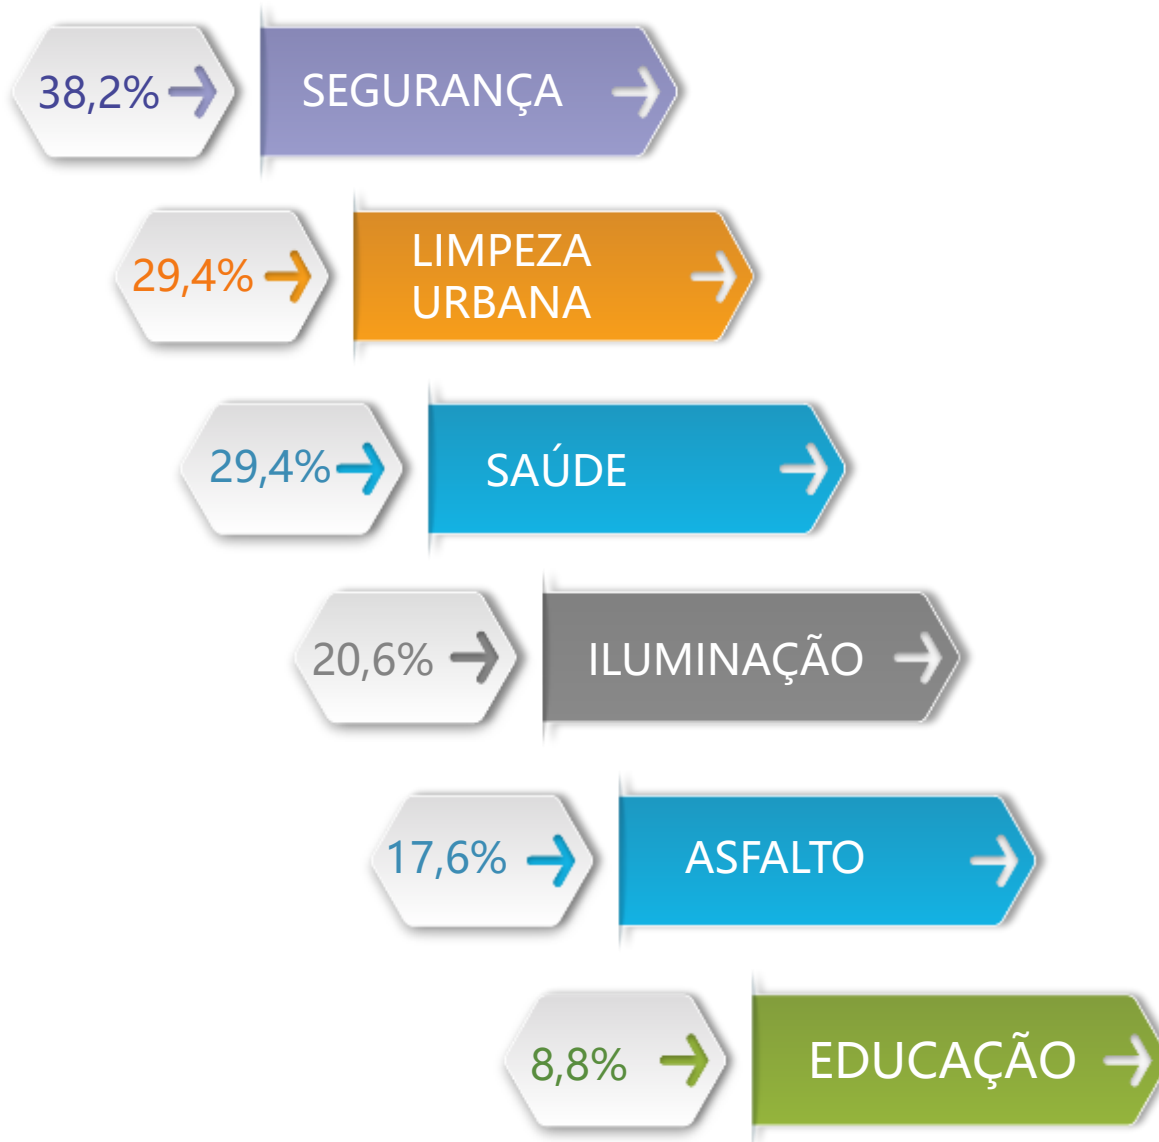 38,2% SEGURANÇA
29,4% LIMPEZA
URBANA
29,4% SAÚDE
20,6% ILUMINAÇÃO
17,6% ASFALTO
8,8% EDUCAÇÃO